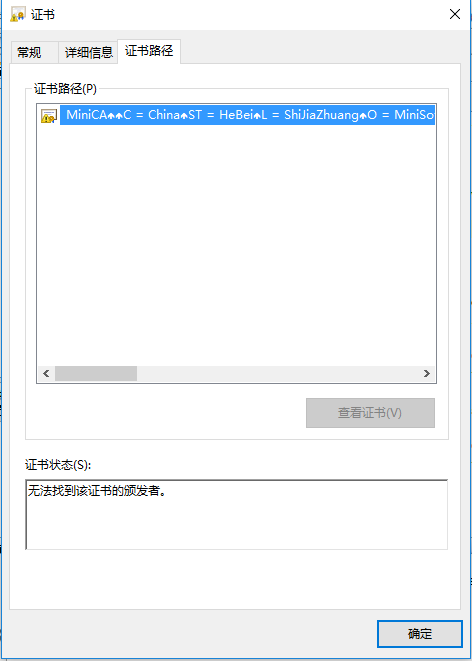 证书
常规 详细信息 证书路径
证书路径(P)
MiniCA♠♠C = China♠ST = HeBei♠L = ShiJiaZhuang♠O = MiniSo
查看证书(V)
证书状态(S):
无法找到该证书的颁发者。
确定